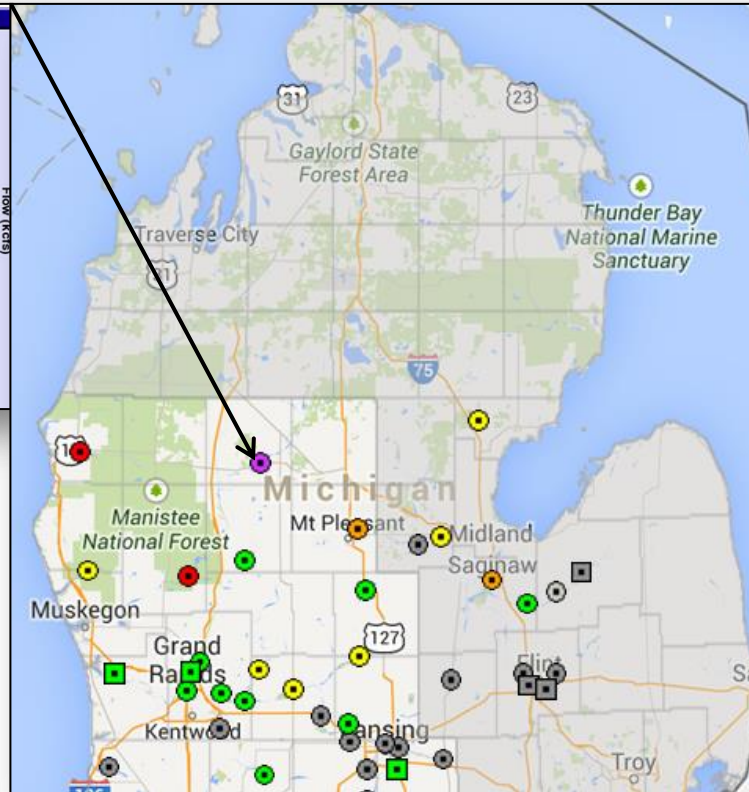 31
23
Gaylord State
Forest Area
Thunder Bay
National Marine
Sanctuary
Traverse City
Flow (Kcfs)
75
Michigan
Mt Pleasant
Manistee
National Forest
Midland
Saginaw
Muskegon
127
Grand
Rapids
Flint
Kentwood
ansing
Troy